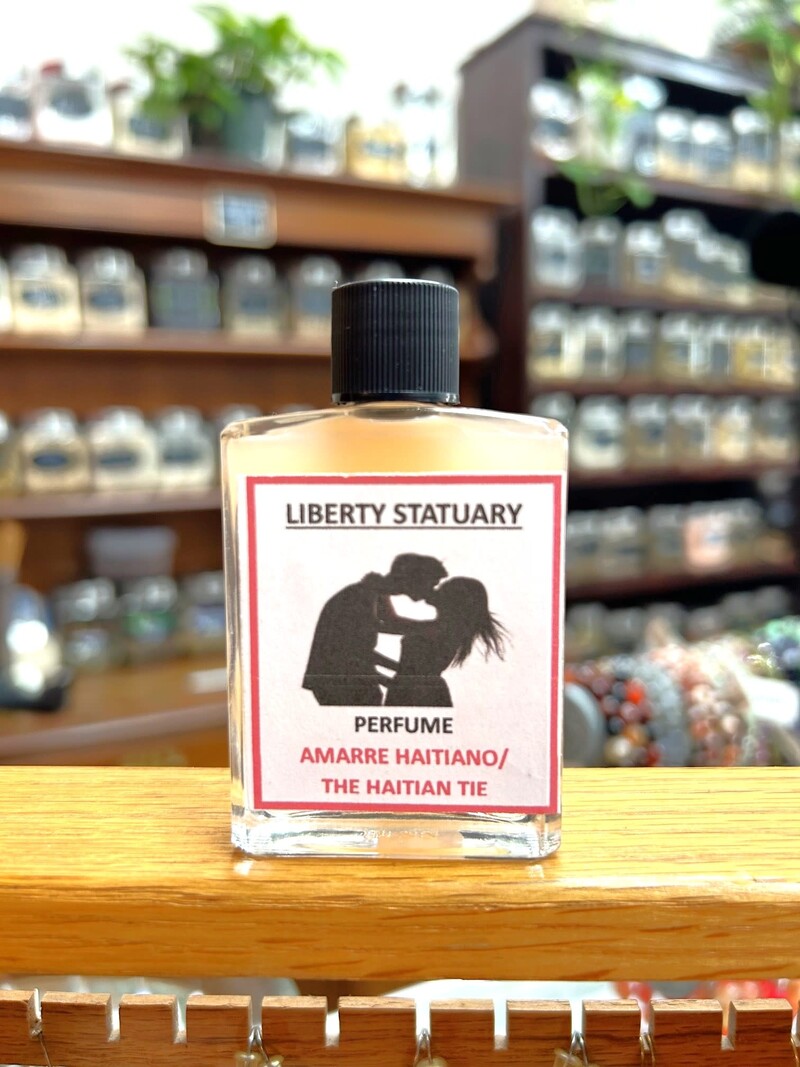 LIBERTY STATUARY
PERFUME
AMARRE HAITIANO/
THE HAITIAN TIE